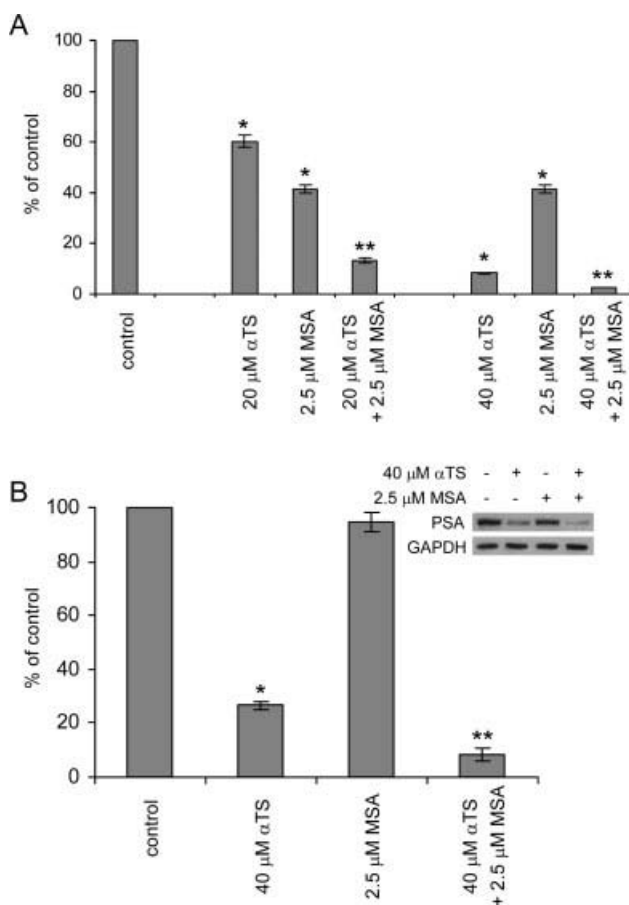 A
% of control
100
80
60
40
20
0
*
*
**
*
*
**
control
20 μM αTS
2.5 μM MSA
20 μM αTS
+ 2.5 μM MSA
40 μM αTS
2.5 μM MSA
40 μM αTS
+ 2.5 μM MSA
B
40 μM αTS - + - +
2.5 μM MSA - - + +
PSA
GAPDH
% of control
100
80
60
40
20
0
*
**
control
40 μM αTS
2.5 μM MSA
40 μM αTS
+ 2.5 μM MSA